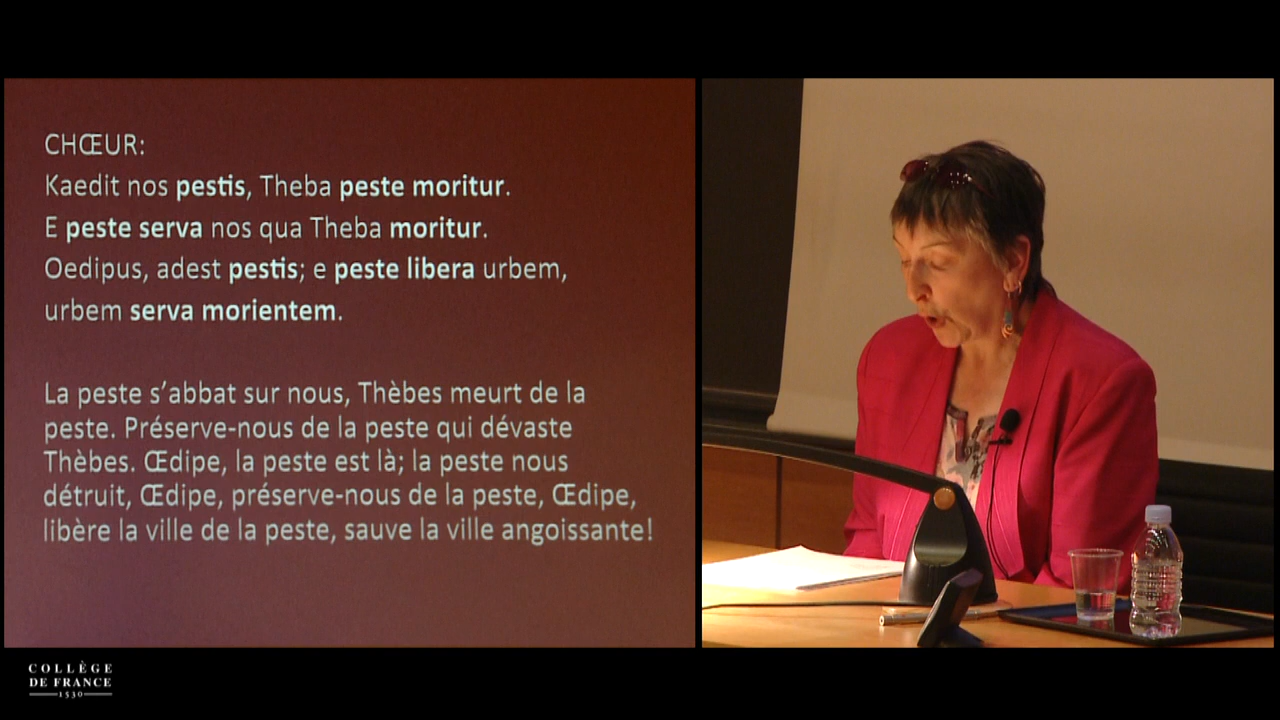 CHŒUR:
Kaedit nos pestis, Theba peste moritur.
E peste serva nos qua Theba moritur.
Oedipus, adest pestis; e peste libera urbem,
urbem serva morientem.
La peste s’abbat sur nous, Thèbes meurt de la
peste. Préserve-nous de la peste qui dévaste
Thèbes. Œdipe, la peste est là; la peste nous
détruit, Œdipe, préserve-nous de la peste, Œdipe,
libère la ville de la peste, sauve la ville angoissante!
COLLÈGE
DE FRANCE
1530